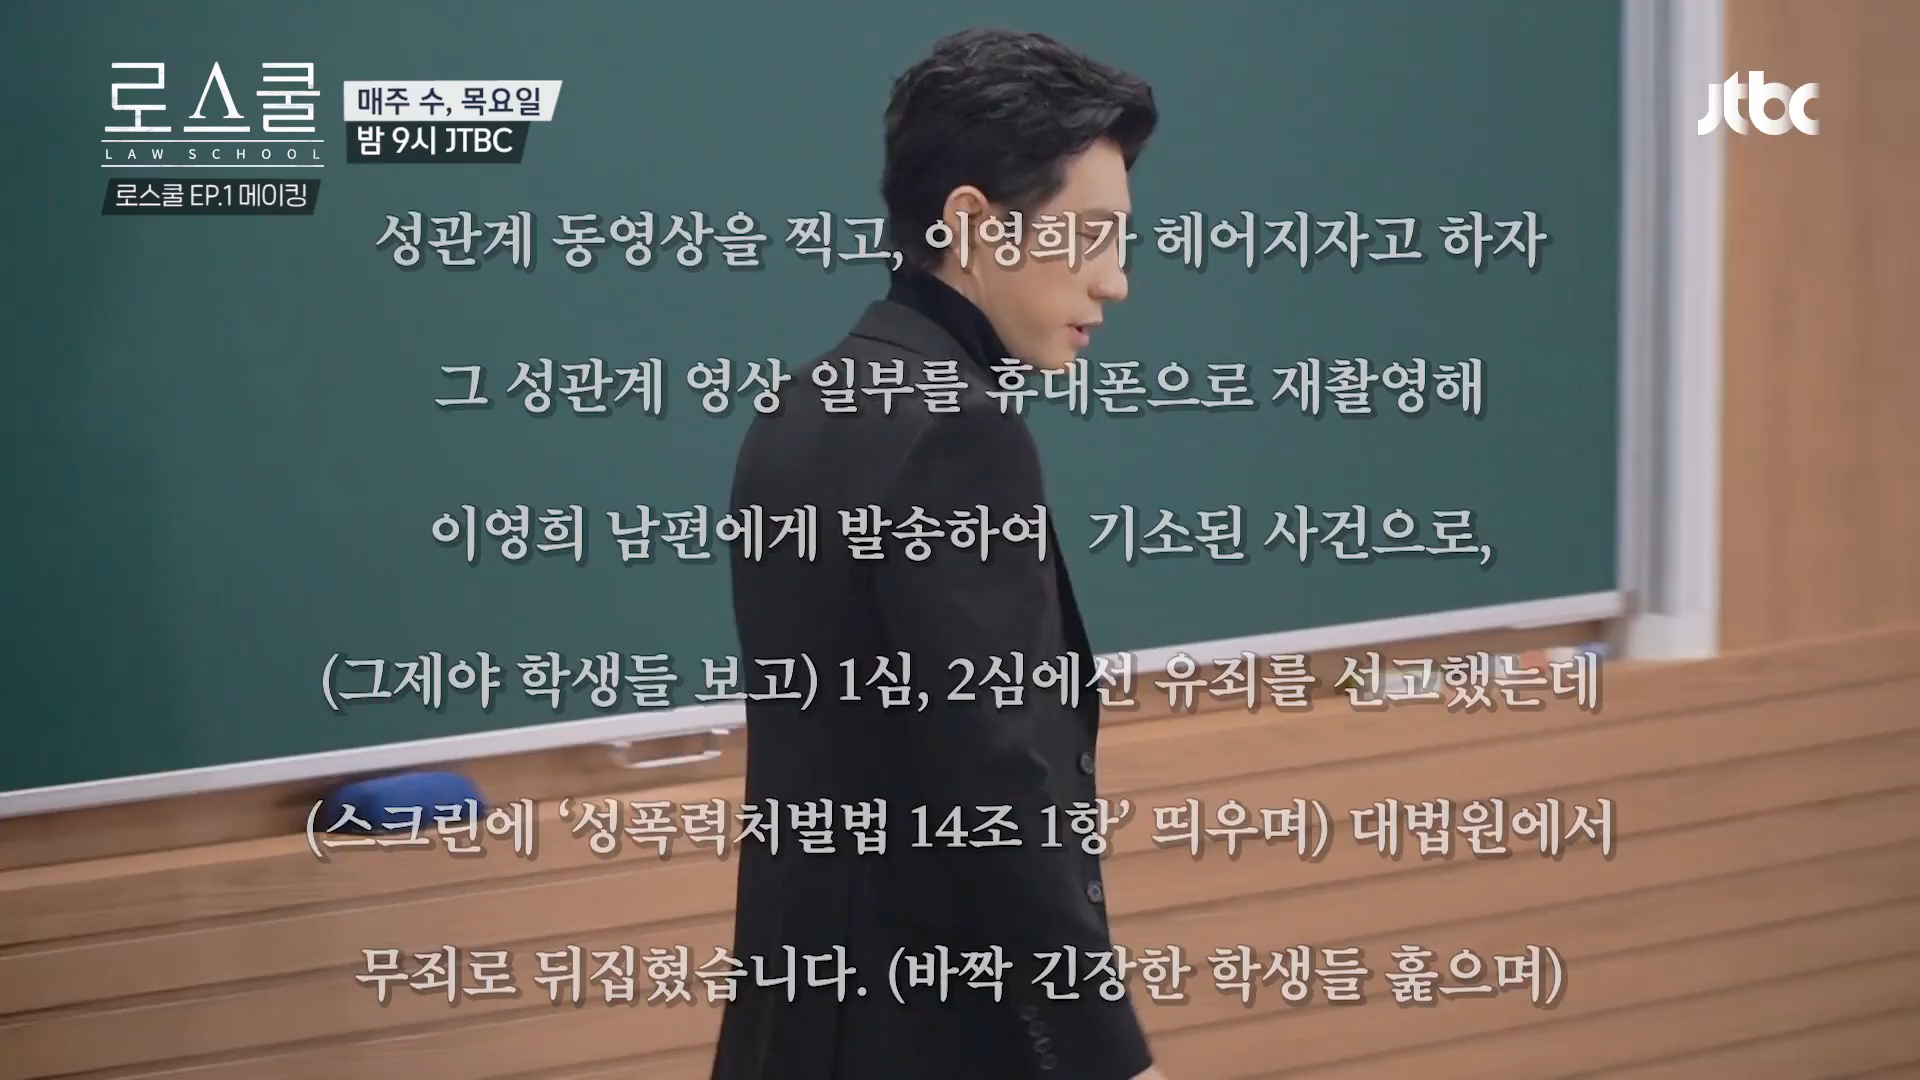 로스쿨
LAW SCHOOL
매주 수, 목요일
밤 9시 JTBC
로스쿨 EP.1 메이킹
jtbc
성관계 동영상을 찍고, 이영희가 헤어지자고 하자
그 성관계 영상 일부를 휴대폰으로 재촬영해
이영희 남편에게 발송하여 기소된 사건으로,
(그제야 학생들 보고) 1심, 2심에선 유죄를 선고했는데
(스크린에 ‘성폭력처벌법 14조 1항’ 띄우며) 대법원에서
무죄로 뒤집혔습니다. (바짝 긴장한 학생들 훑으며)